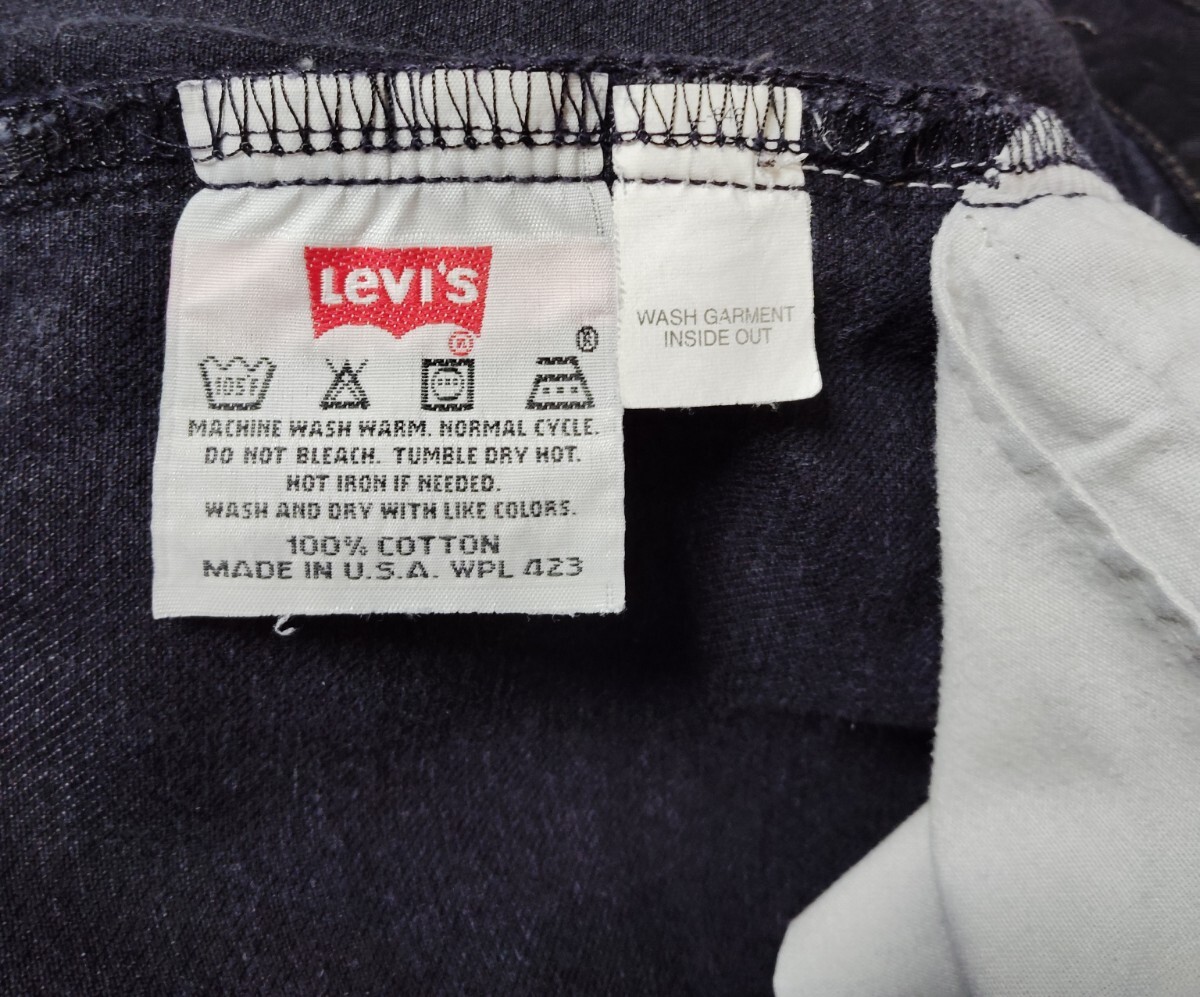 Levi's
®
®
105°F
MACHINE WASH WARM. NORMAL CYCLE.
DO NOT BLEACH. TUMBLE DRY HOT.
HOT IRON IF NEEDED.
WASH AND DRY WITH LIKE COLORS.
100% COTTON
MADE IN U.S.A. WPL 423
WASH GARMENT
INSIDE OUT